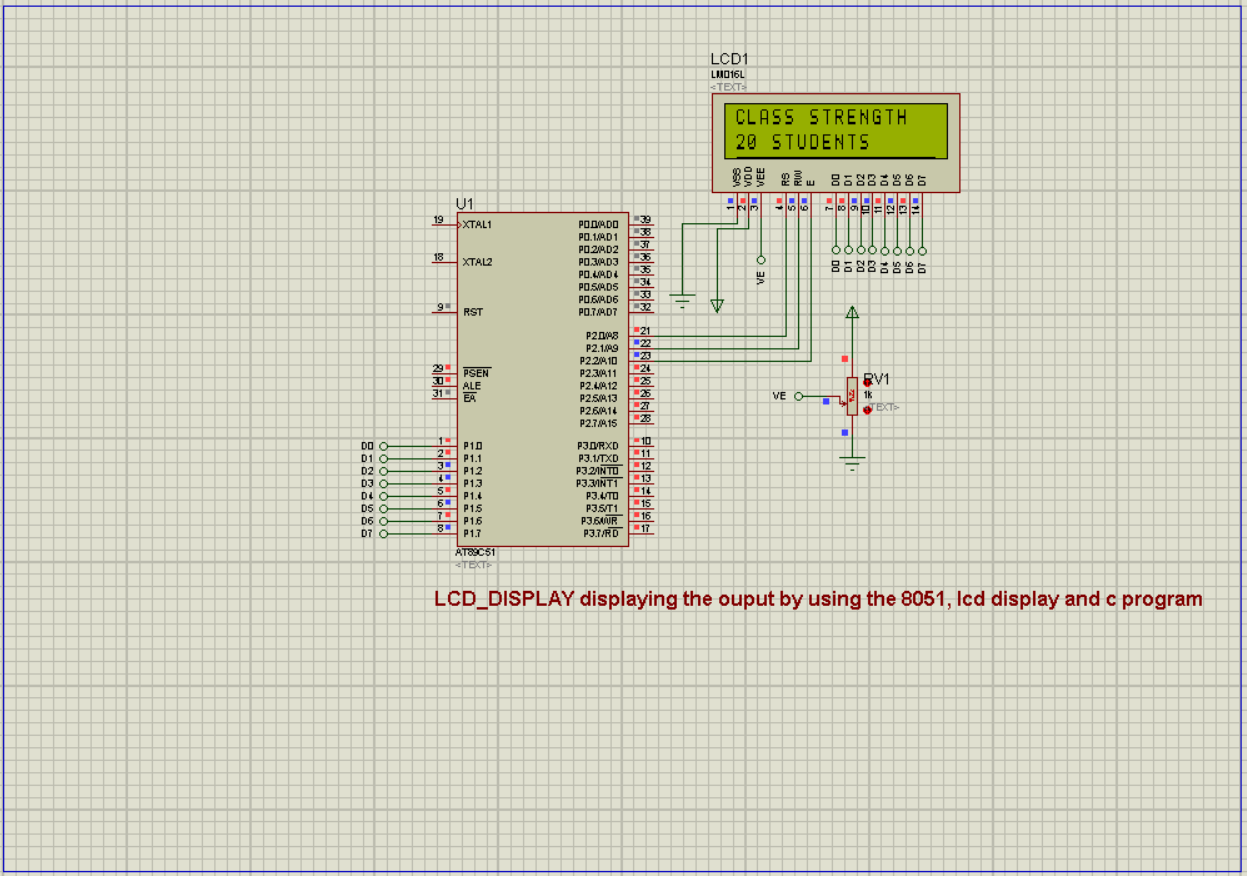 LCD1
LM016L
<TEXT>
CLASS STRENGTH
20 STUDENTS
VSS VDD VEE RS RW E D0 D1 D2 D3 D4 D5 D6 D7
1 2 3 4 5 6 7 8 9 10 11 12 13 14
D0 D1 D2 D3 D4 D5 D6 D7
VE
U1
19 XTAL1 P0.0/AD0 39
P0.1/AD1 38
P0.2/AD2 37
18 XTAL2 P0.3/AD3 36
P0.4/AD4 35
P0.5/AD5 34
P0.6/AD6 33
9 RST P0.7/AD7 32
P2.0/A8 21
P2.1/A9 22
P2.2/A10 23
29 PSEN P2.3/A11 24
30 ALE P2.4/A12 25
31 EA P2.5/A13 26
P2.6/A14 27
P2.7/A15 28
D0 1 P1.0 P3.0/RXD 10
D1 2 P1.1 P3.1/TXD 11
D2 3 P1.2 P3.2/INT0 12
D3 4 P1.3 P3.3/INT1 13
D4 5 P1.4 P3.4/T0 14
D5 6 P1.5 P3.5/T1 15
D6 7 P1.6 P3.6/WR 16
D7 8 P1.7 P3.7/RD 17
AT89C51
<TEXT>
RV1
VE 1k
<TEXT>
LCD_DISPLAY displaying the ouput by using the 8051, lcd display and c program